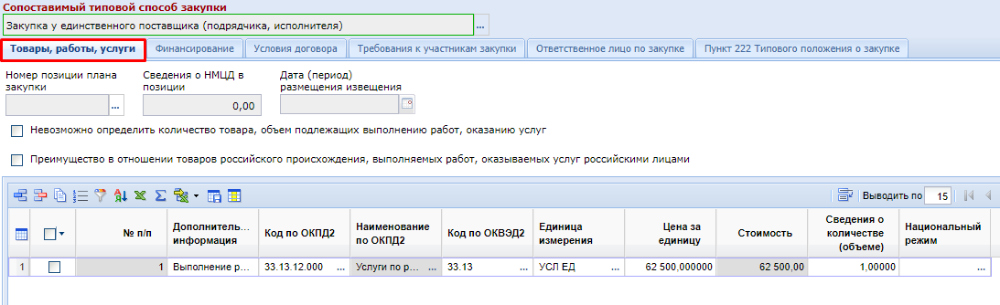 Сопоставимый типовой способ закупки
Закупка у единственного поставщика (подрядчика, исполнителя) ...
Товары, работы, услуги Финансирование Условия договора Требования к участникам закупки Ответственное лицо по закупке Пункт 222 Типового положения о закупке
Номер позиции плана закупки
Сведения о НМЦД в позиции
Дата (период) размещения извещения
... 0,00
Невозможно определить количество товара, объем подлежащих выполнению работ, оказанию услуг
Преимущество в отношении товаров российского происхождения, выполняемых работ, оказываемых услуг российскими лицами
Выводить по 15
№ п/п Дополнитель... информация Код по ОКПД2 Наименование по ОКПД2 Код по ОКВЭД2 Единица измерения Цена за единицу Стоимость Сведения о количестве (объеме) Национальный режим
1 1 Выполнение р... 33.13.12.000 ... Услуги по р... ... 33.13 ... УСЛ ЕД ... 62 500,000000 62 500,00 1,00000 ...